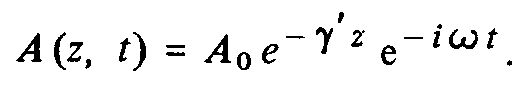 A(z, t) = A₀ e^{-γ′z} e^{-iωt}.